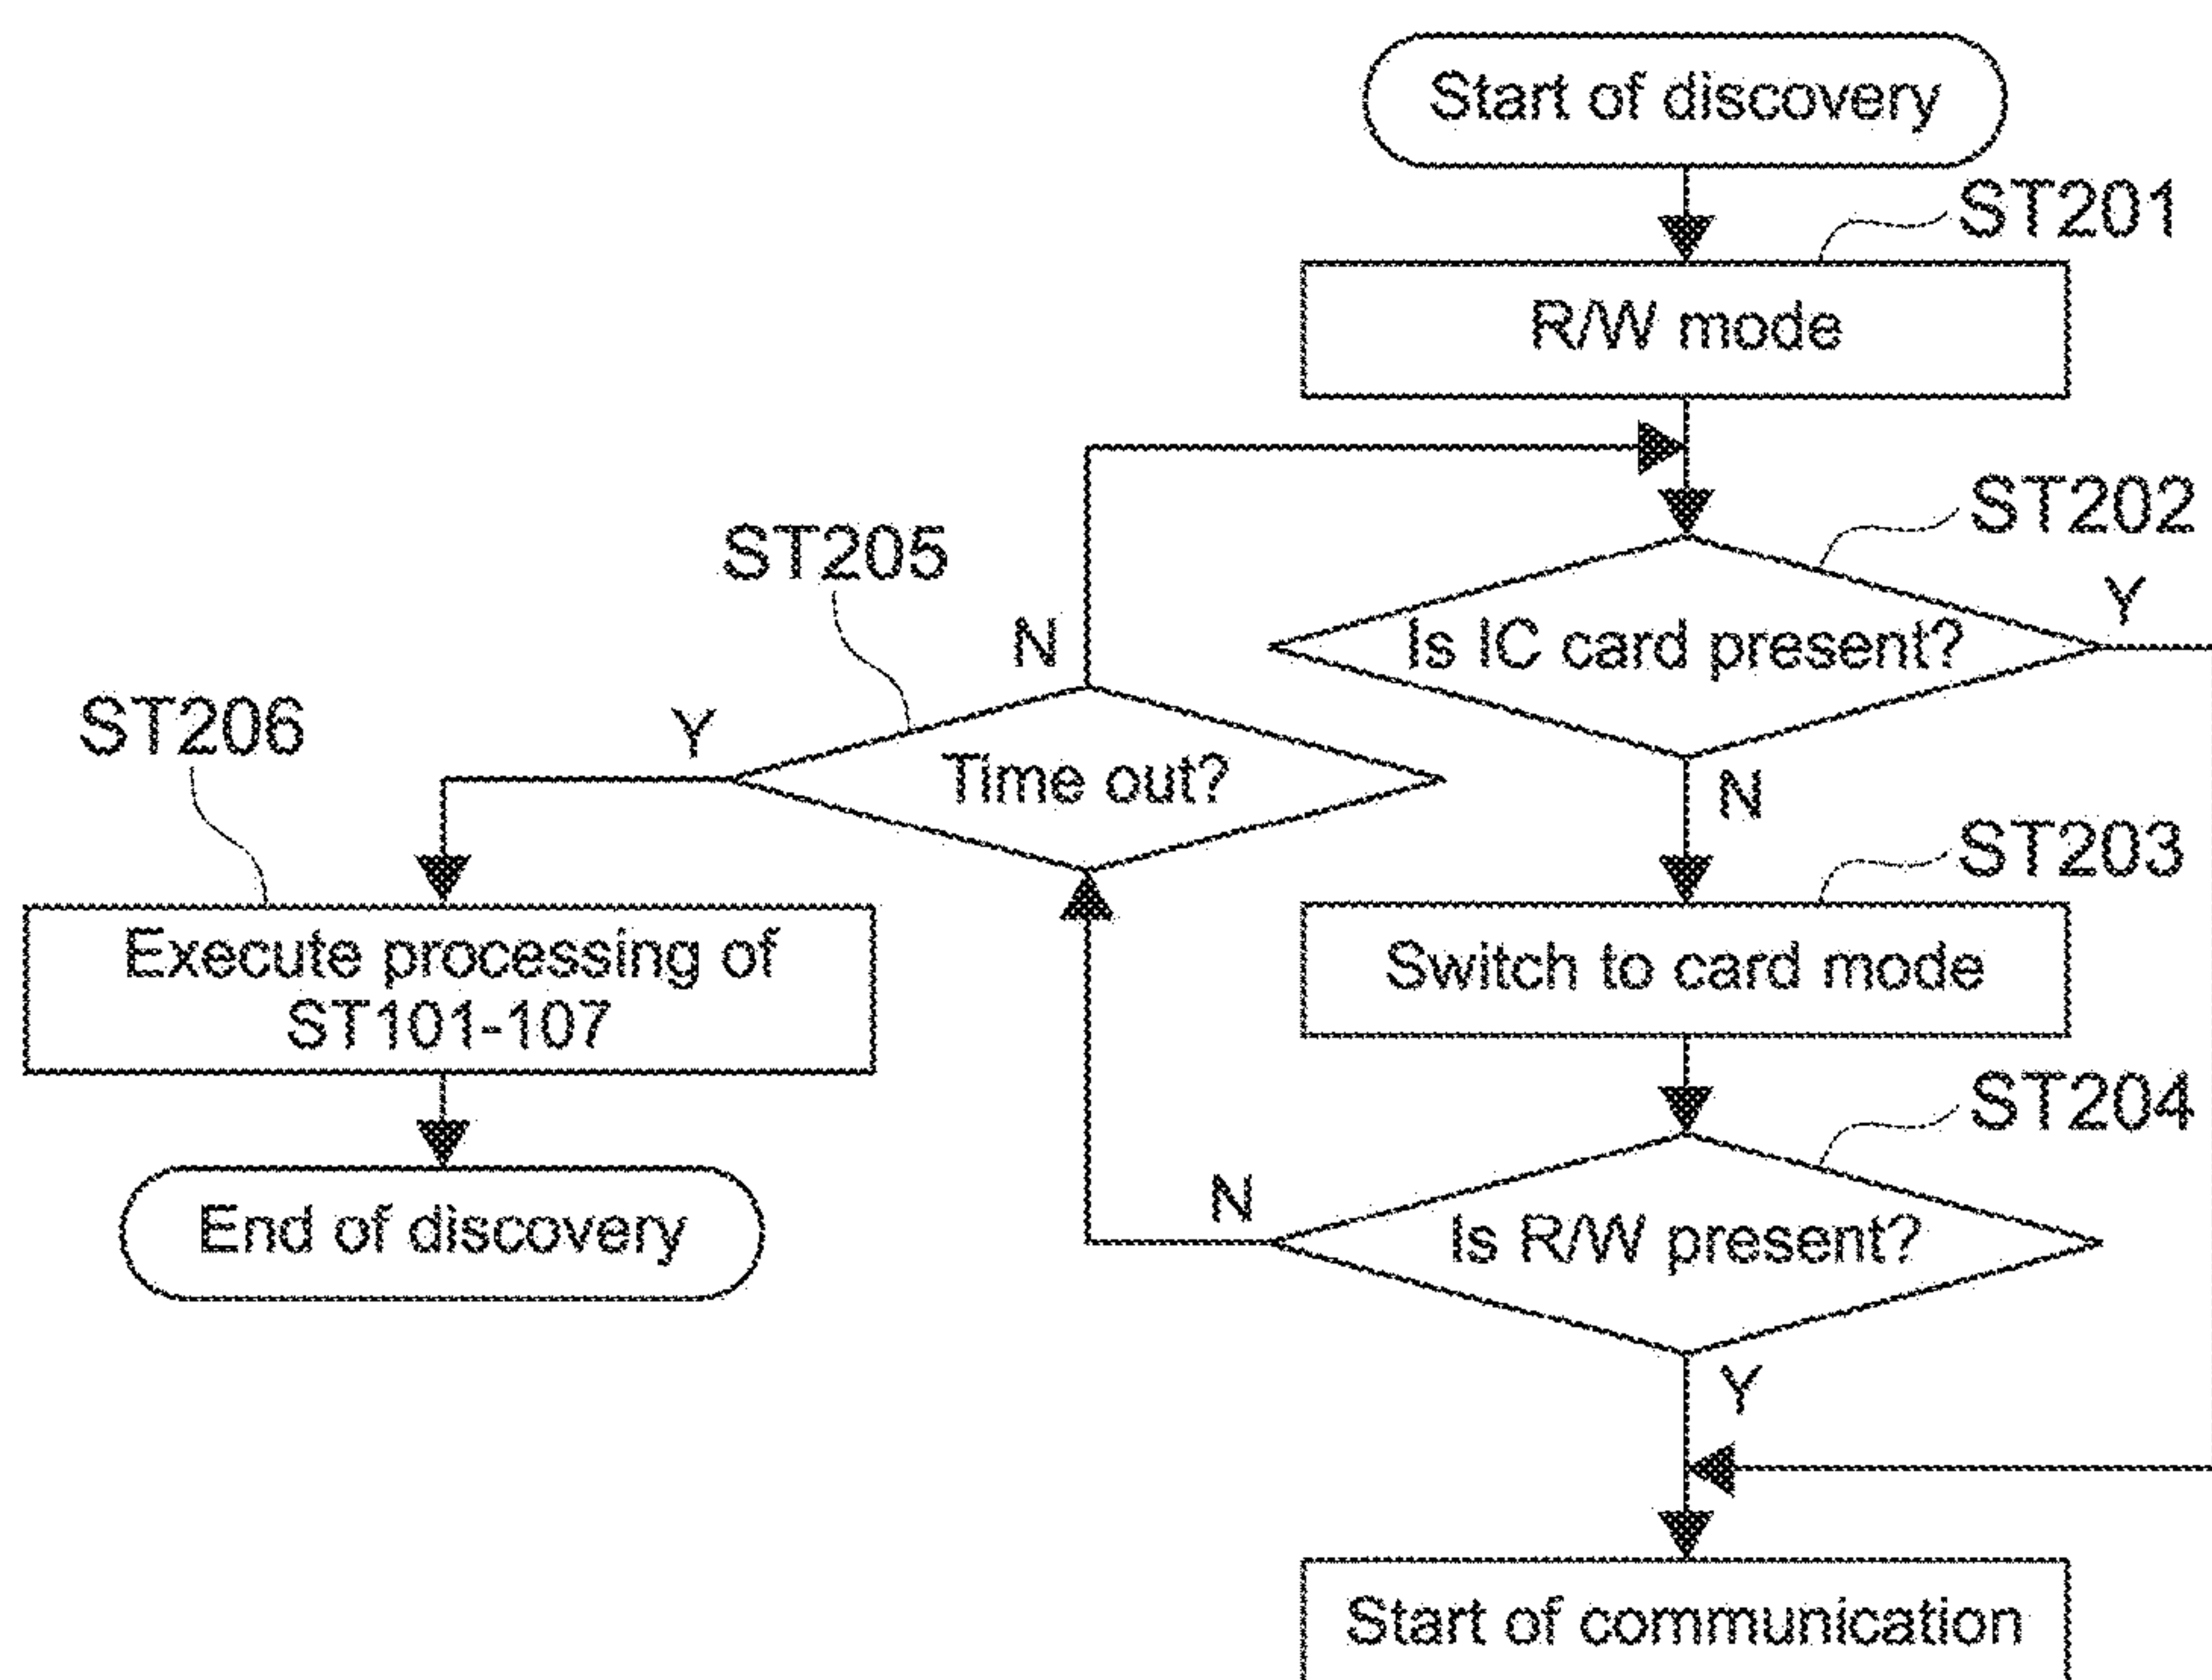 Start of discovery
ST201
R/W mode
ST202
Is IC card present?
Y
N
ST205
Time out?
N
Y
ST206
Execute processing of
ST101-107
End of discovery
ST203
Switch to card mode
ST204
Is R/W present?
N
Y
Start of communication